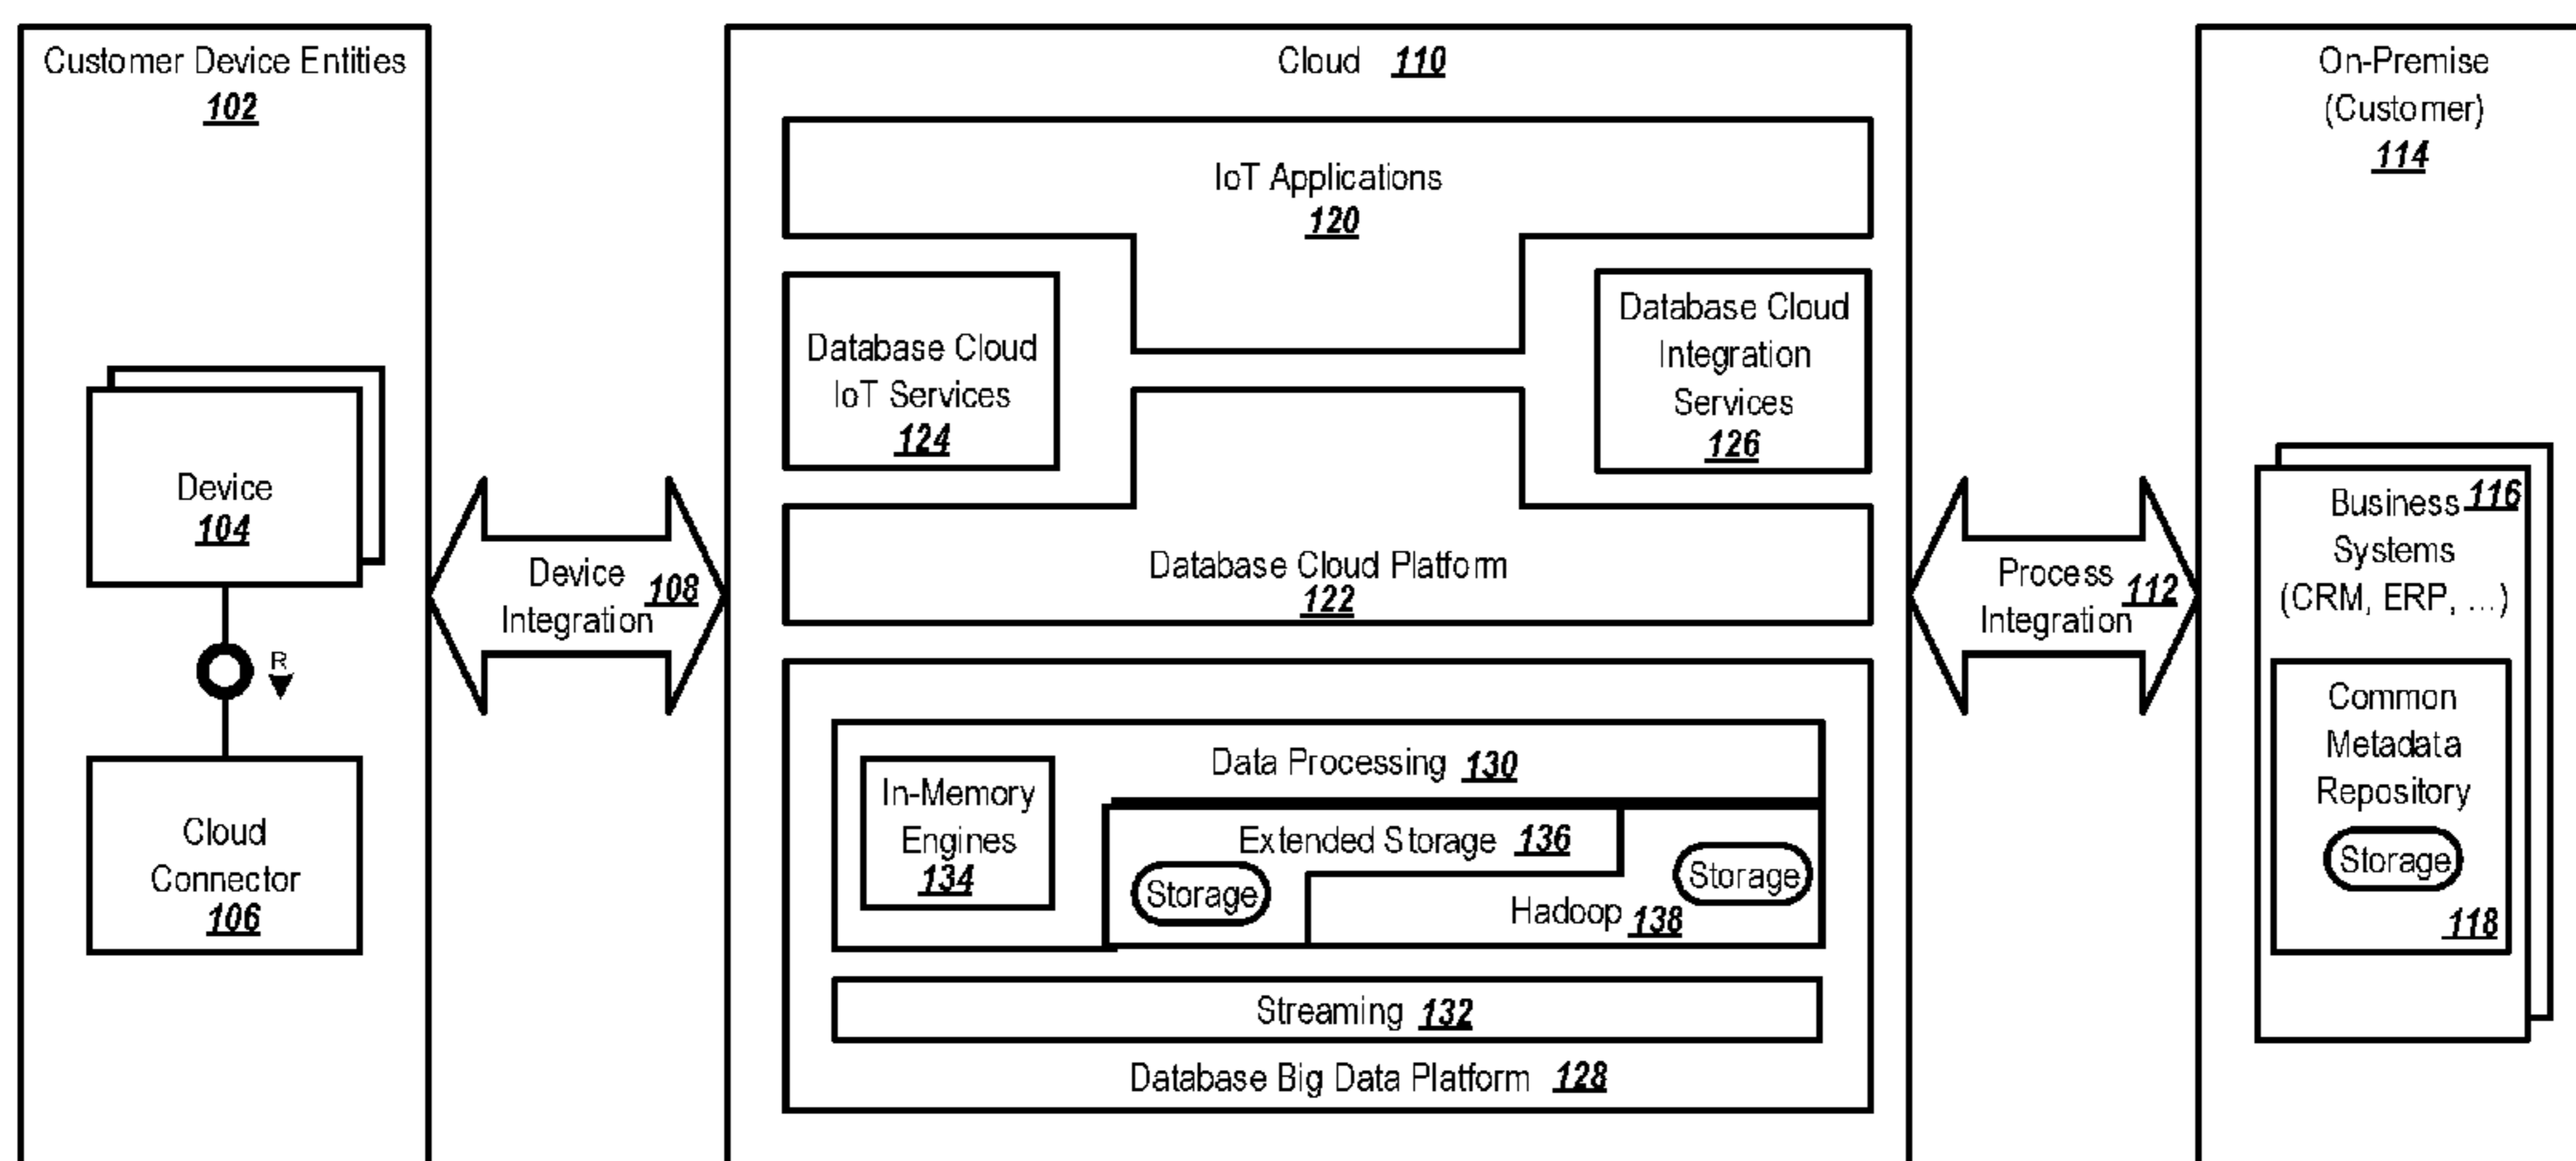 Customer Device Entities
102
Device
104
R
Cloud
Connector
106
Device
Integration 108
Cloud 110
IoT Applications
120
Database Cloud
IoT Services
124
Database Cloud
Integration
Services
126
Database Cloud Platform
122
Data Processing 130
In-Memory
Engines
134
Extended Storage 136
Storage
Storage
Hadoop 138
Streaming 132
Database Big Data Platform 128
Process 112
Integration
On-Premise
(Customer)
114
Business 116
Systems
(CRM, ERP, ...)
Common
Metadata
Repository
Storage
118